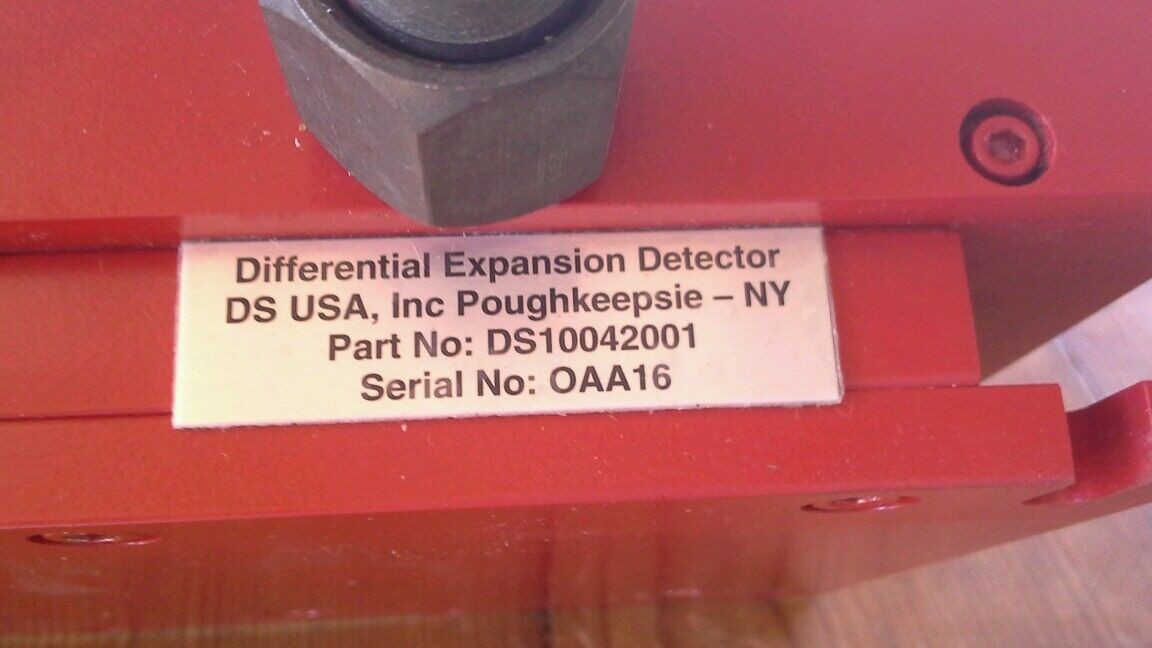 Differential Expansion Detector
DS USA, Inc Poughkeepsie – NY
Part No: DS10042001
Serial No: OAA16